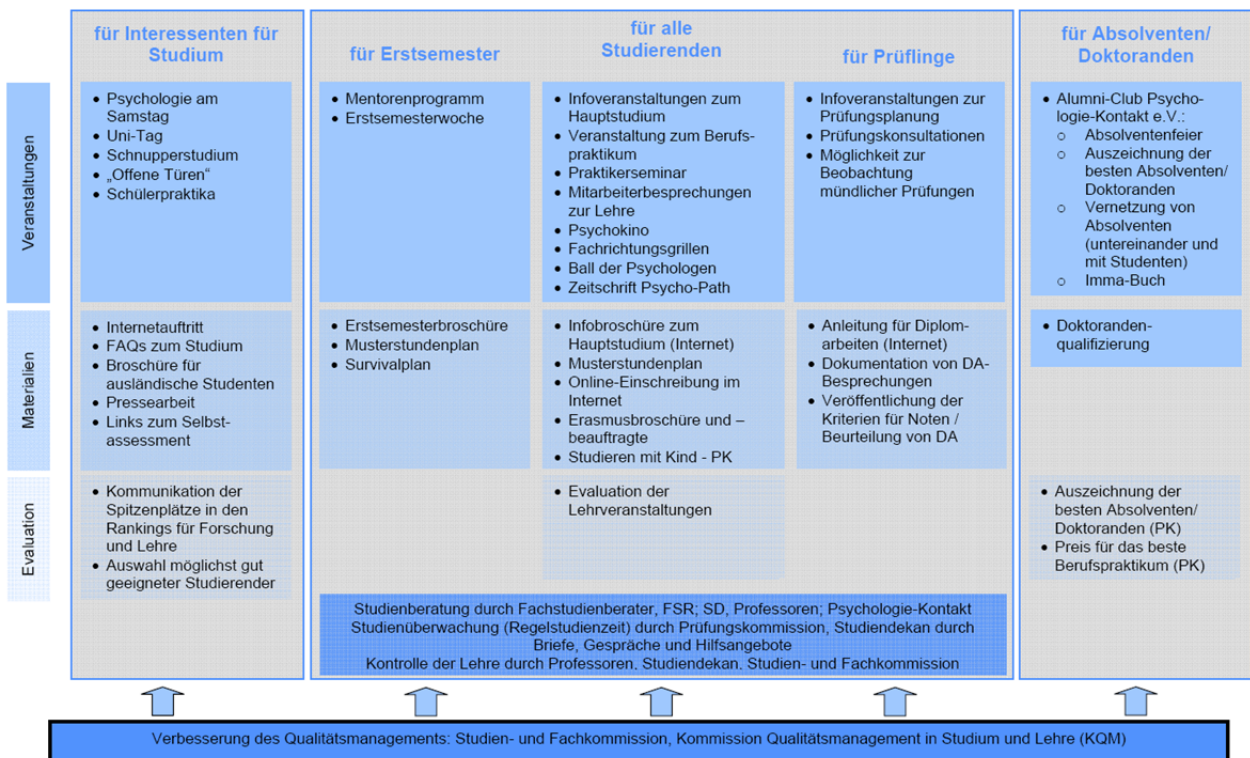 für Interessenten für
Studium
für Erstsemester
für alle
Studierenden
für Prüflinge
für Absolventen/
Doktoranden
Veranstaltungen
• Psychologie am
Samstag
• Uni-Tag
• Schnupperstudium
• „Offene Türen“
• Schülerpraktika
• Mentorenprogramm
• Erstsemesterwoche
• Infoveranstaltungen zum
Hauptstudium
• Veranstaltung zum Berufs-
praktikum
• Praktikerseminar
• Mitarbeiterbesprechungen
zur Lehre
• Psychokino
• Fachrichtungsgrillen
• Ball der Psychologen
• Zeitschrift Psycho-Path
• Infoveranstaltungen zur
Prüfungsplanung
• Prüfungskonsultationen
• Möglichkeit zur
Beobachtung
mündlicher Prüfungen
• Alumni-Club Psycho-
logie-Kontakt e.V.:
o Absolventenfeier
o Auszeichnung der
besten Absolventen/
Doktoranden
o Vernetzung von
Absolventen
(untereinander und
mit Studenten)
o Imma-Buch
Materialien
• Internetauftritt
• FAQs zum Studium
• Broschüre für
ausländische Studenten
• Pressearbeit
• Links zum Selbst-
assessment
• Erstsemesterbroschüre
• Musterstundenplan
• Survivalplan
• Infobroschüre zum
Hauptstudium (Internet)
• Musterstundenplan
• Online-Einschreibung im
Internet
• Erasmusbroschüre und –
beauftragte
• Studieren mit Kind - PK
• Anleitung für Diplom-
arbeiten (Internet)
• Dokumentation von DA-
Besprechungen
• Veröffentlichung der
Kriterien für Noten /
Beurteilung von DA
• Doktoranden-
qualifizierung
Evaluation
• Kommunikation der
Spitzenplätze in den
Rankings für Forschung
und Lehre
• Auswahl möglichst gut
geeigneter Studierender
• Evaluation der
Lehrveranstaltungen
• Auszeichnung der
besten Absolventen/
Doktoranden (PK)
• Preis für das beste
Berufspraktikum (PK)
Studienberatung durch Fachstudienberater, FSR; SD, Professoren; Psychologie-Kontakt
Studienüberwachung (Regelstudienzeit) durch Prüfungskommission, Studiendekan durch
Briefe, Gespräche und Hilfsangebote
Kontrolle der Lehre durch Professoren, Studiendekan, Studien- und Fachkommission
Verbesserung des Qualitätsmanagements: Studien- und Fachkommission, Kommission Qualitätsmanagement in Studium und Lehre (KQM)